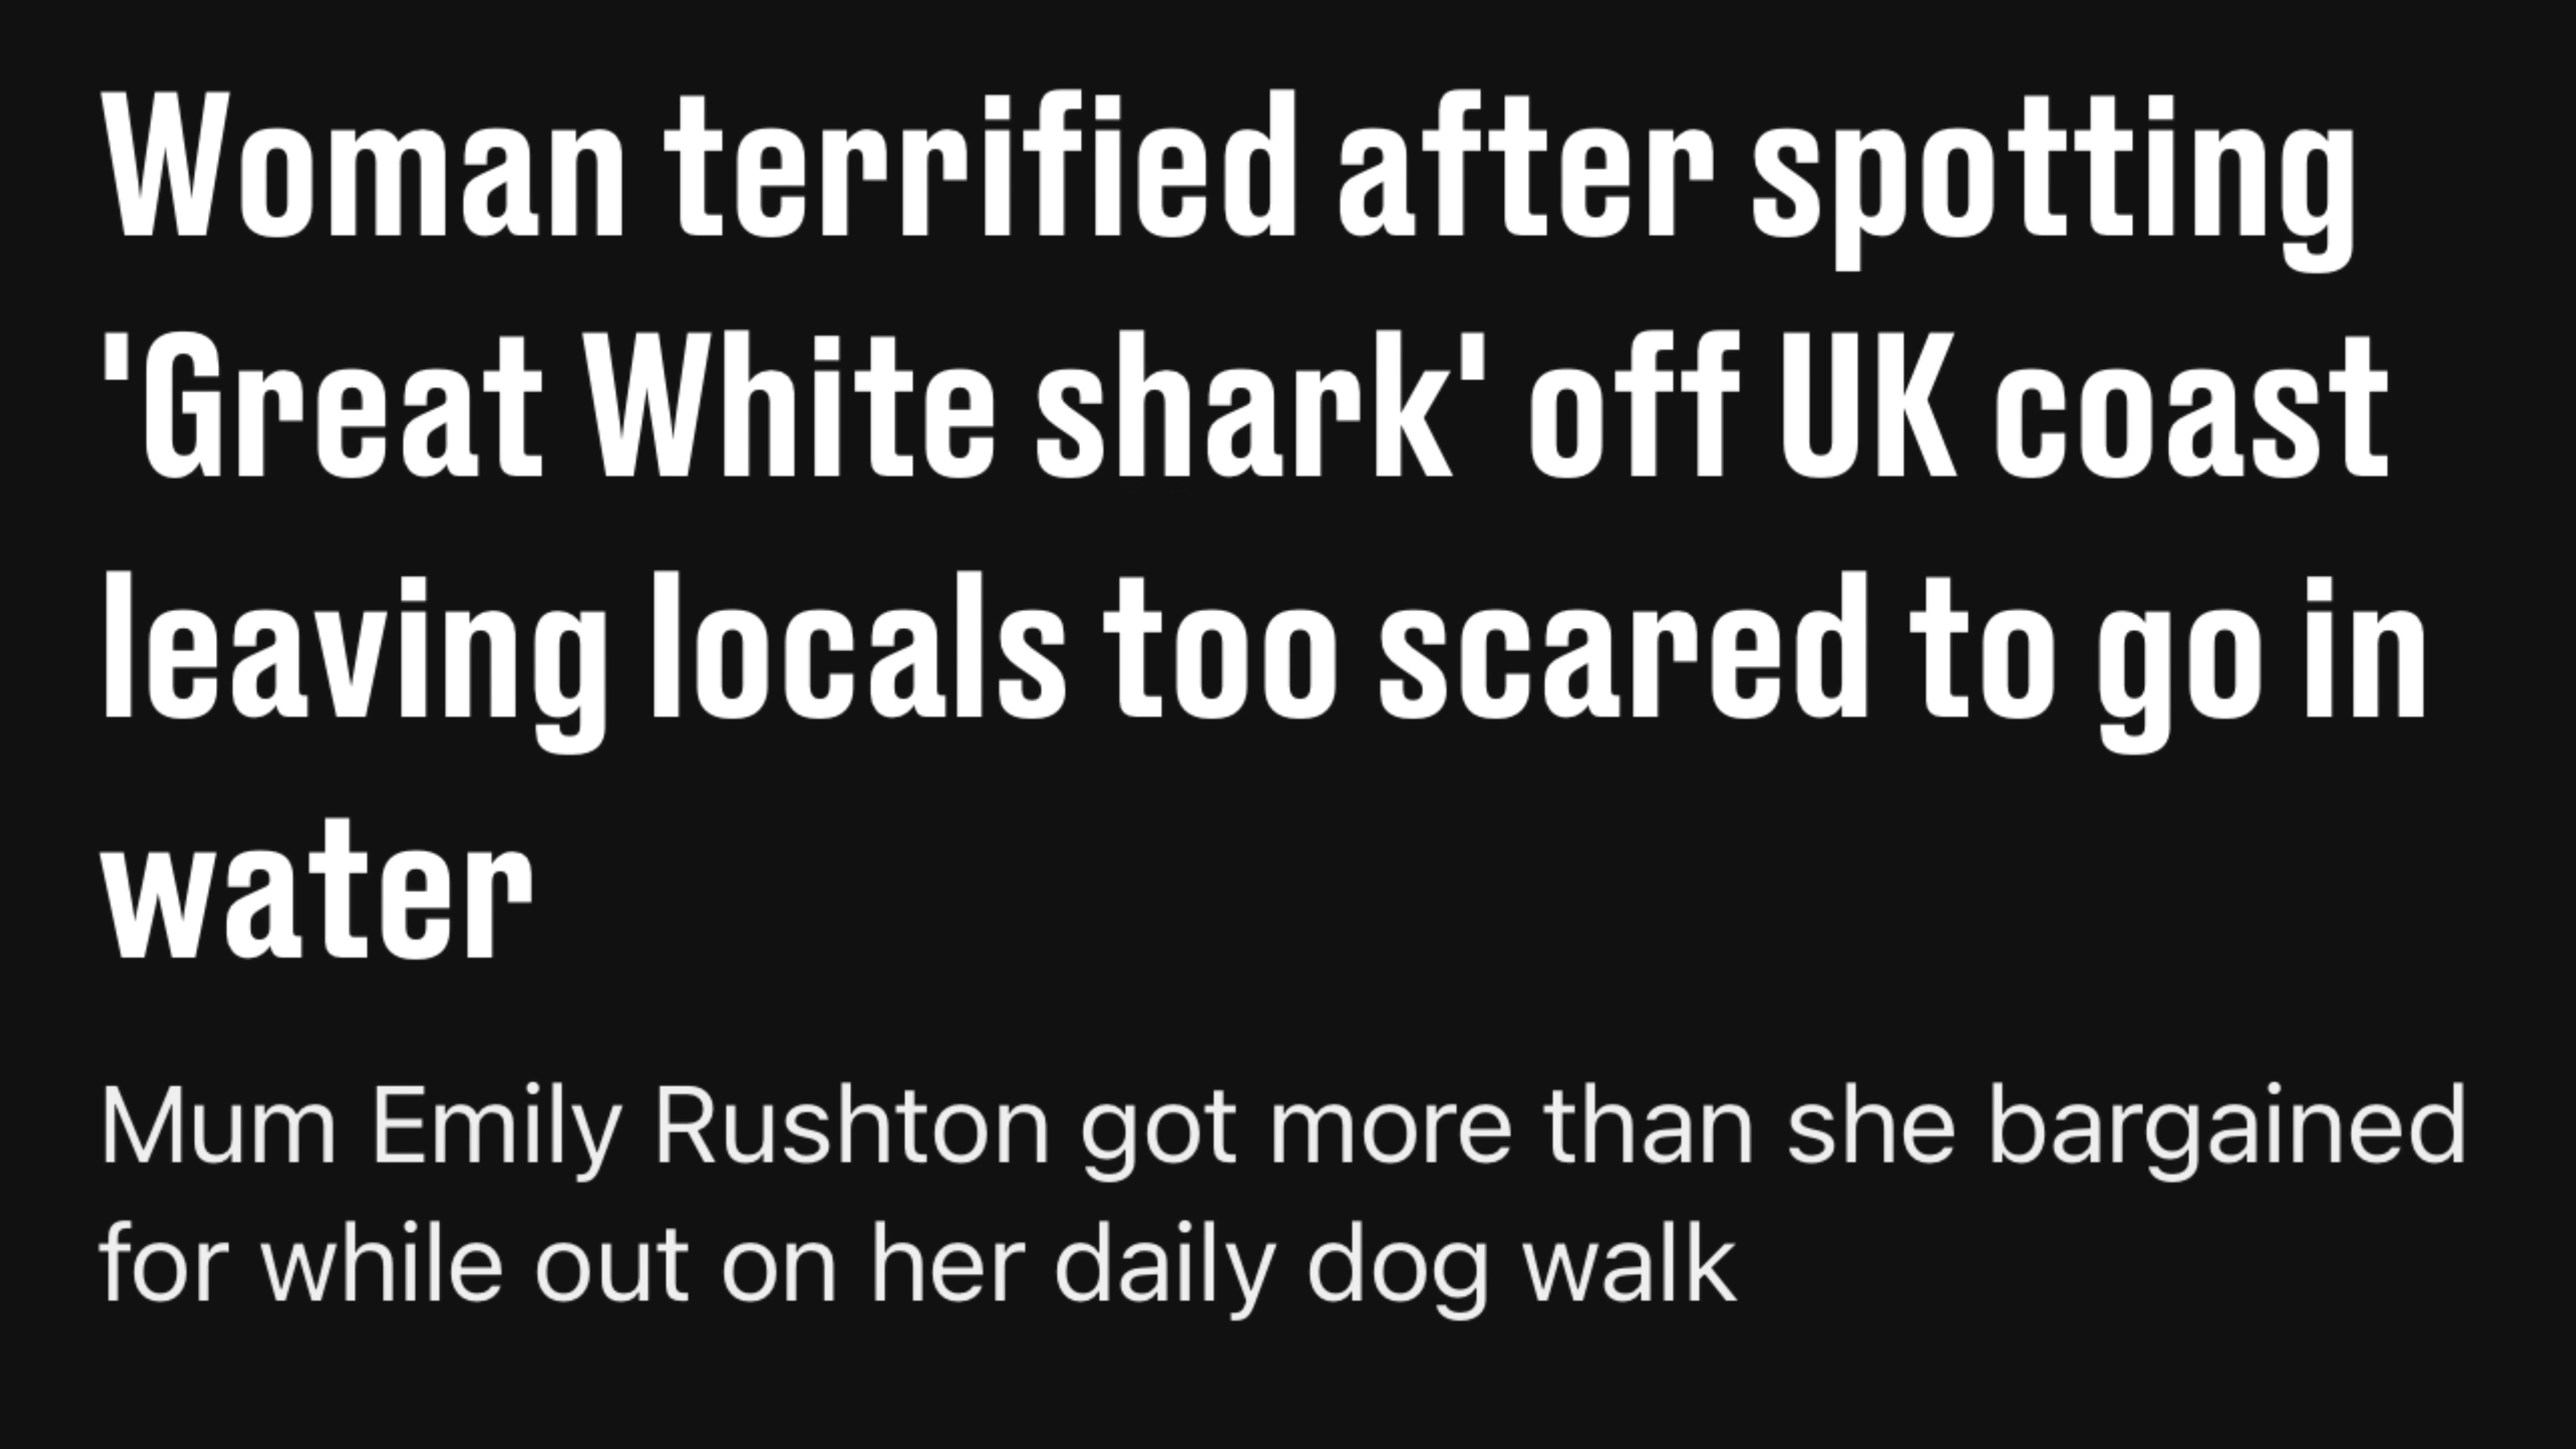 Woman terrified after spotting
'Great White shark' off UK coast
leaving locals too scared to go in
water
Mum Emily Rushton got more than she bargained
for while out on her daily dog walk